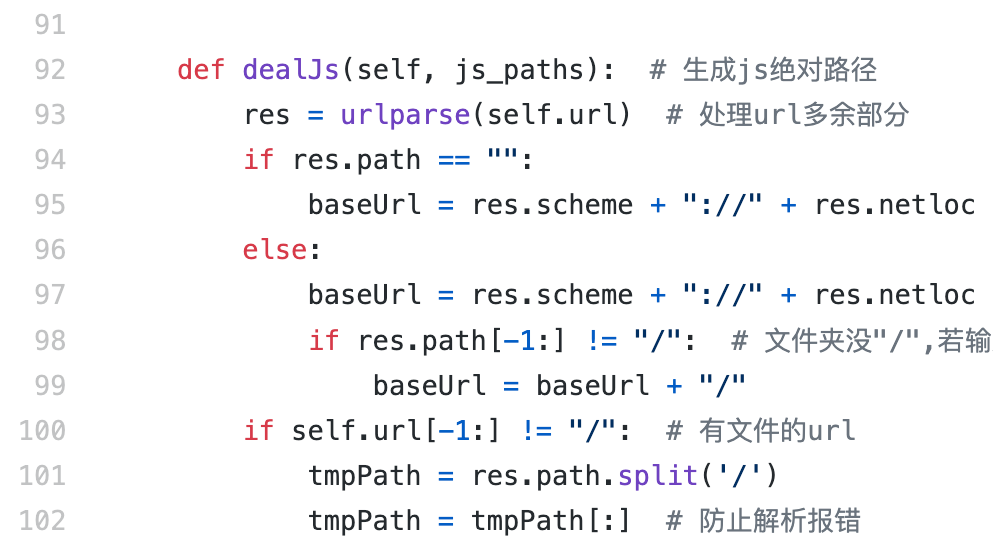 91
92 def dealJs(self, js_paths):  # 生成js绝对路径
93 res = urlparse(self.url)  # 处理url多余部分
94 if res.path == "":
95 baseUrl = res.scheme + "://" + res.netloc
96 else:
97 baseUrl = res.scheme + "://" + res.netloc
98 if res.path[-1:] != "/":  # 文件夹没"/",若输
99 baseUrl = baseUrl + "/"
100 if self.url[-1:] != "/":  # 有文件的url
101 tmpPath = res.path.split('/')
102 tmpPath = tmpPath[:]  # 防止解析报错